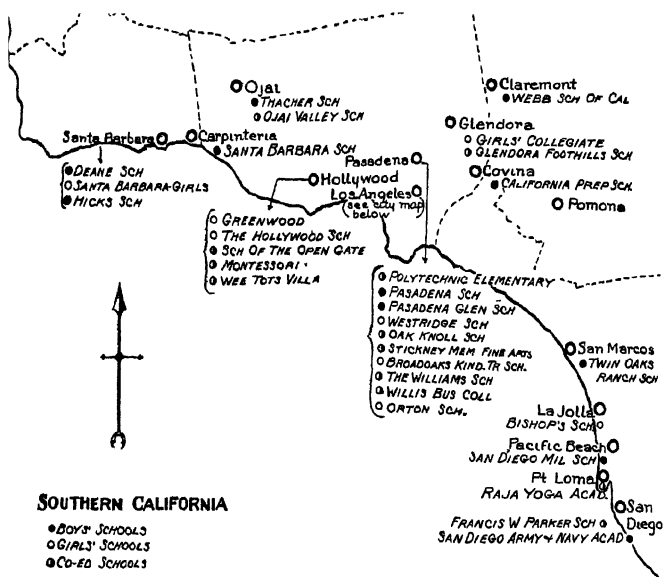 Ojai
THACHER SCH
OJAI VALLEY SCH
Claremont
WEBB SCH OF CAL
Glendora
GIRLS' COLLEGIATE
GLENDORA FOOTHILLS SCH
Covina
CALIFORNIA PREP SCH.
Pomona
Santa Barbara
DEANE SCH
SANTA BARBARA-GIRLS
HICKS SCH
Carpinteria
SANTA BARBARA SCH
Pasadena
Hollywood
Los Angeles
(see city map
below
GREENWOOD
THE HOLLYWOOD SCH
SCH OF THE OPEN GATE
MONTESSORI
WEE TOTS VILLA
POLYTECHNIC ELEMENTARY
PASADENA SCH
PASADENA GLEN SCH
WESTRIDGE SCH
OAK KNOLL SCH
STICKNEY MEM FINE ARTS
BROADOAKS KIND. TR SCH.
THE WILLIAMS SCH
WILLIS BUS COLL
ORTON SCH.
San Marcos
TWIN OAKS
RANCH SCH
La Jolla
BISHOP'S SCH.
Pacific Beach
SAN DIEGO MIL SCH
Pt Loma
RAJA YOGA ACAD.
San
Diego
FRANCIS W PARKER SCH
SAN DIEGO ARMY & NAVY ACAD
SOUTHERN CALIFORNIA
BOYS' SCHOOLS
GIRLS' SCHOOLS
CO-ED SCHOOLS